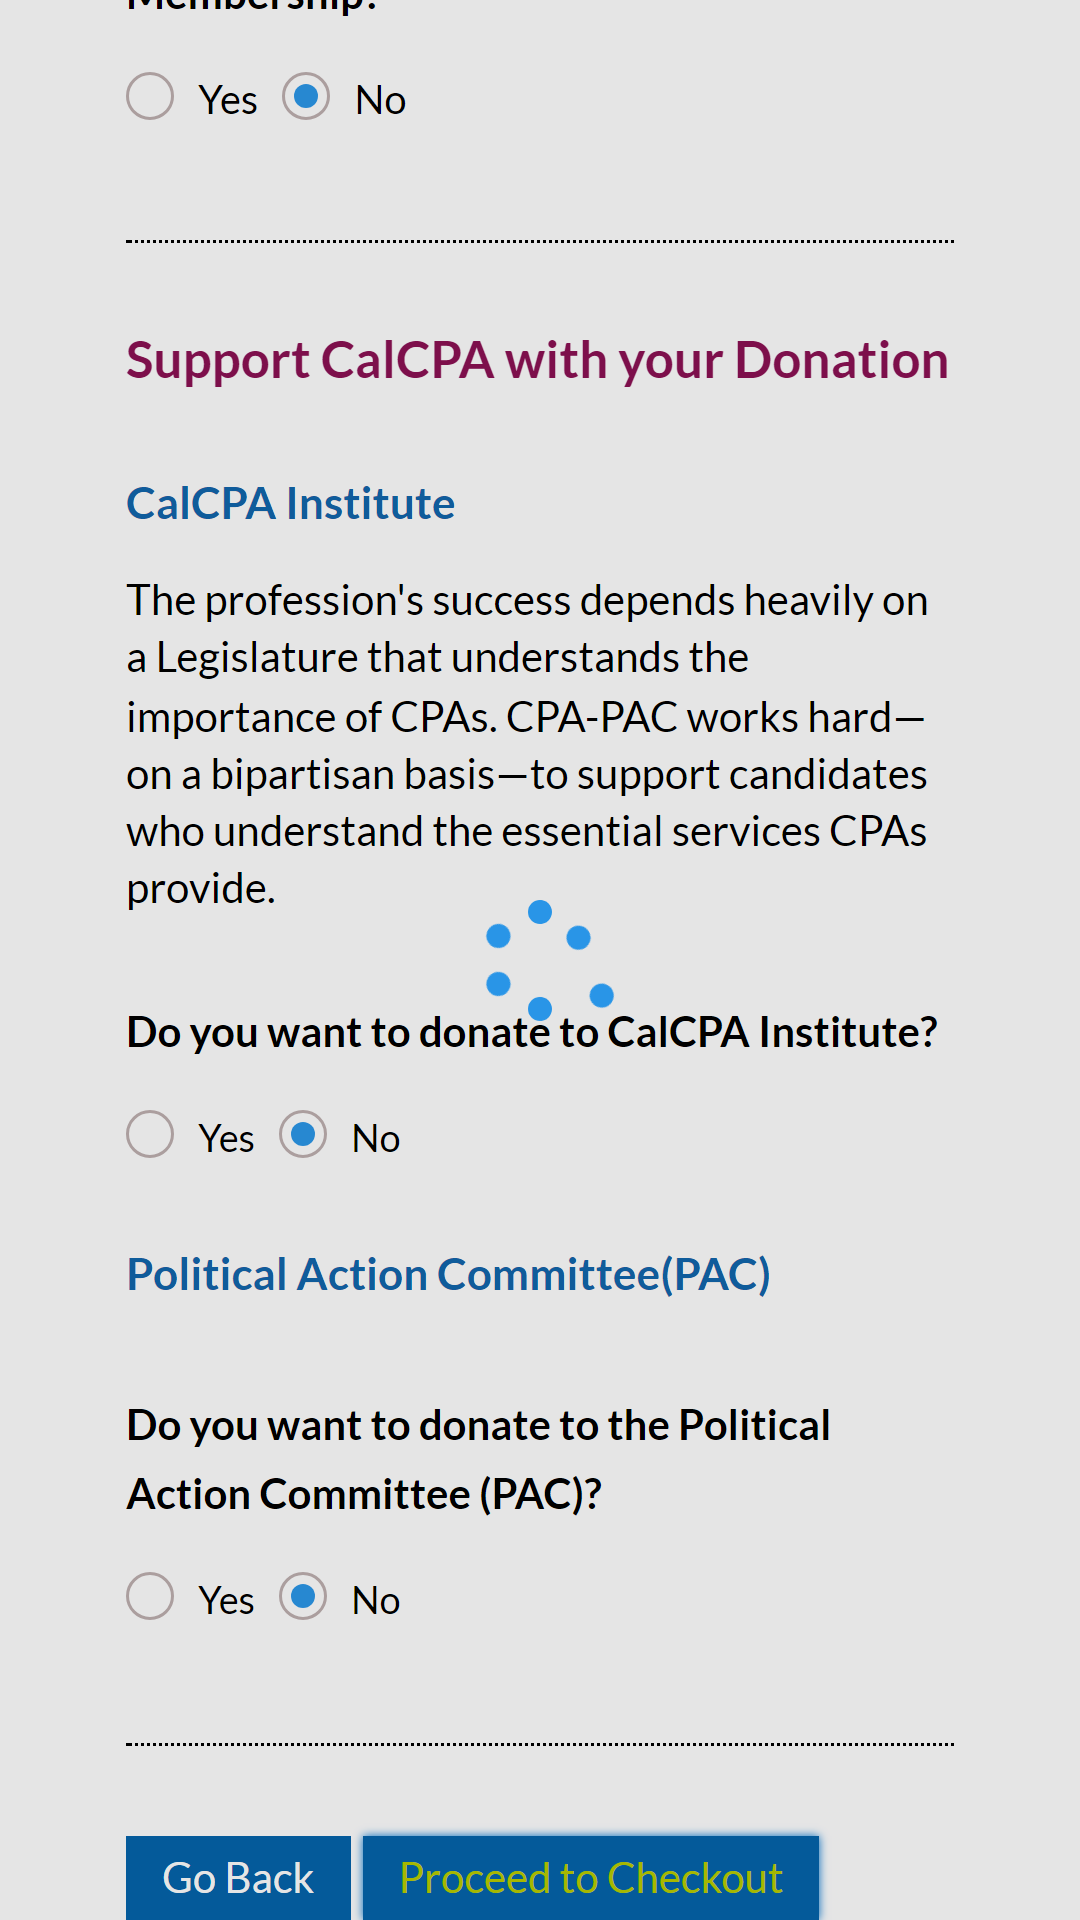 Membership?
Yes No
Support CalCPA with your Donation
CalCPA Institute
The profession's success depends heavily on
a Legislature that understands the
importance of CPAs. CPA-PAC works hard—
on a bipartisan basis—to support candidates
who understand the essential services CPAs
provide.
Do you want to donate to CalCPA Institute?
Yes No
Political Action Committee(PAC)
Do you want to donate to the Political
Action Committee (PAC)?
Yes No
Go Back Proceed to Checkout